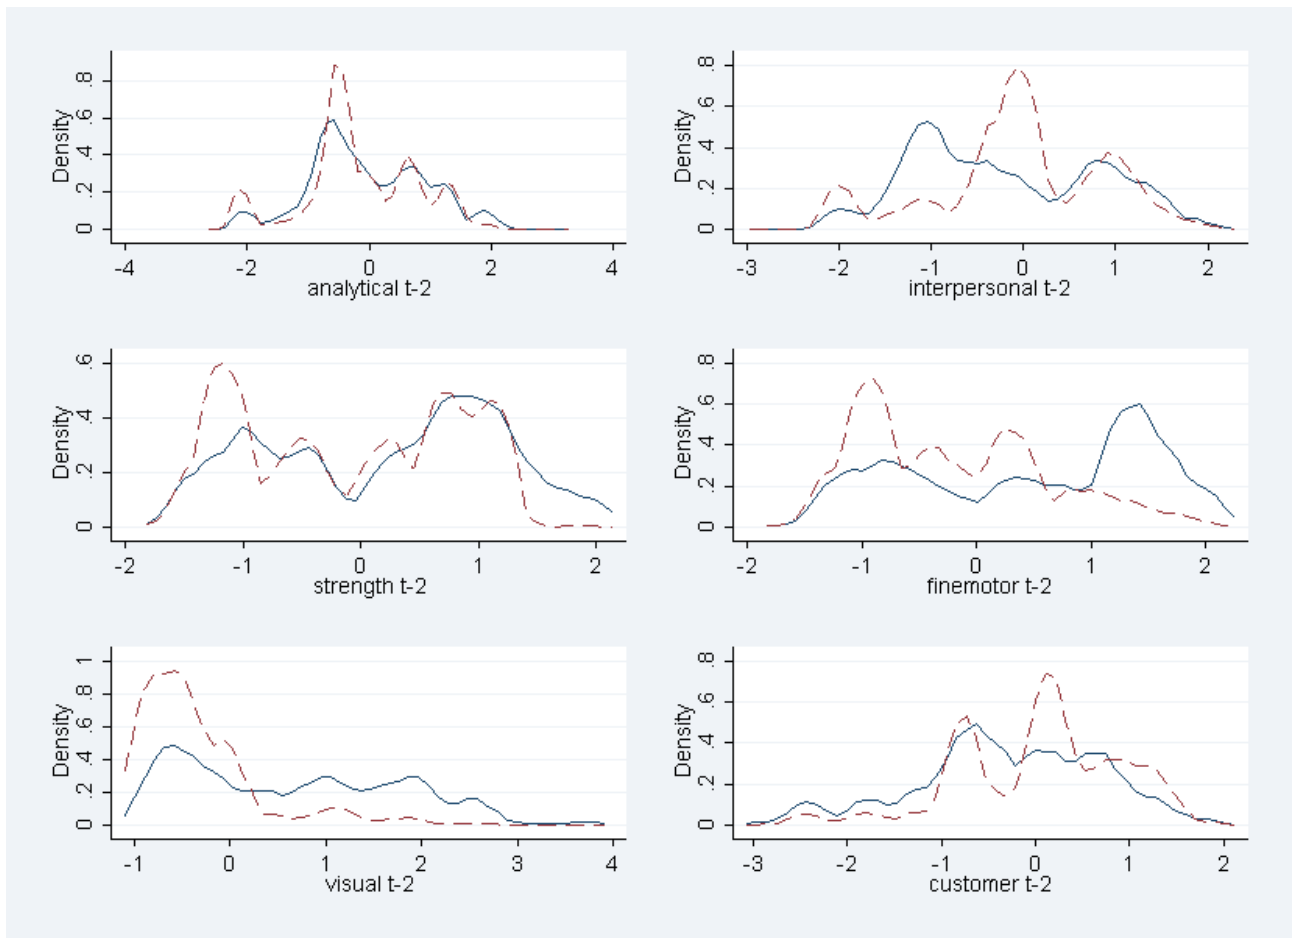 Density
.8
.6
.4
.2
0
-4 -2 0 2 4
analytical t-2
Density
.8
.6
.4
.2
0
-3 -2 -1 0 1 2
interpersonal t-2
Density
.6
.4
.2
0
-2 -1 0 1 2
strength t-2
Density
.8
.6
.4
.2
0
-2 -1 0 1 2
finemotor t-2
Density
1
.8
.6
.4
.2
0
-1 0 1 2 3 4
visual t-2
Density
.8
.6
.4
.2
0
-3 -2 -1 0 1 2
customer t-2